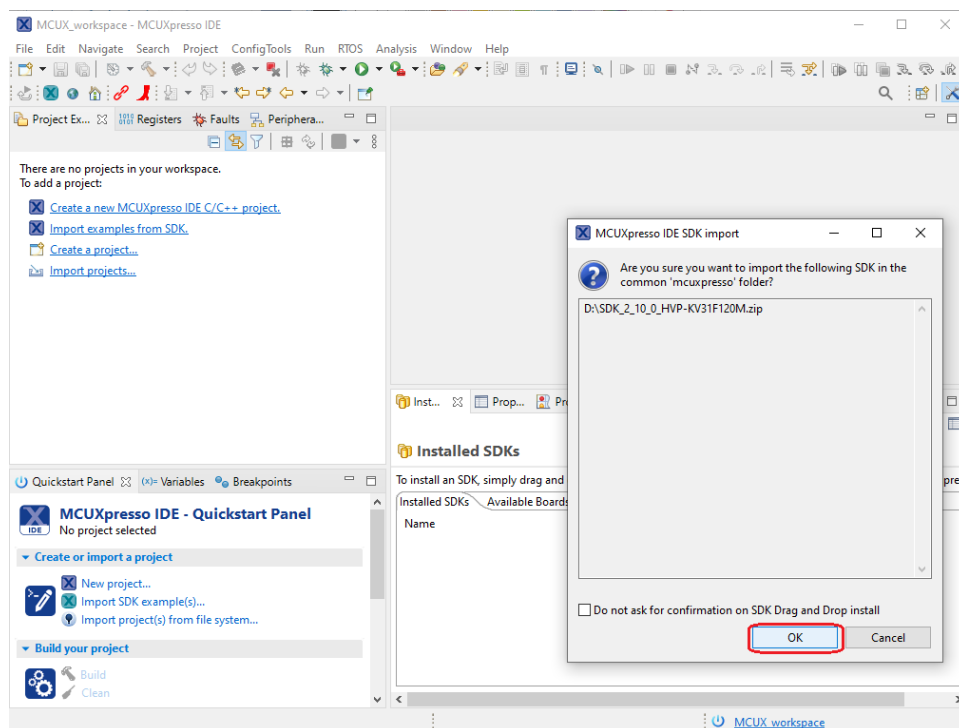 MCUX_workspace - MCUXpresso IDE
File Edit Navigate Search Project ConfigTools Run RTOS Analysis Window Help
Project Ex... Registers Faults Periphera...
There are no projects in your workspace.
To add a project:
Create a new MCUXpresso IDE C/C++ project.
Import examples from SDK.
Create a project...
Import projects...
MCUXpresso IDE SDK import
Are you sure you want to import the following SDK in the
common 'mcuxpresso' folder?
D:\SDK_2_10_0_HVP-KV31F120M.zip
Do not ask for confirmation on SDK Drag and Drop install
OK Cancel
Inst... Prop...
Installed SDKs
To install an SDK, simply drag and
Installed SDKs Available Boards
Name
Quickstart Panel (x)= Variables Breakpoints
IDE
MCUXpresso IDE - Quickstart Panel
No project selected
Create or import a project
New project...
Import SDK example(s)...
Import project(s) from file system...
Build your project
Build
Clean
MCUX_workspace